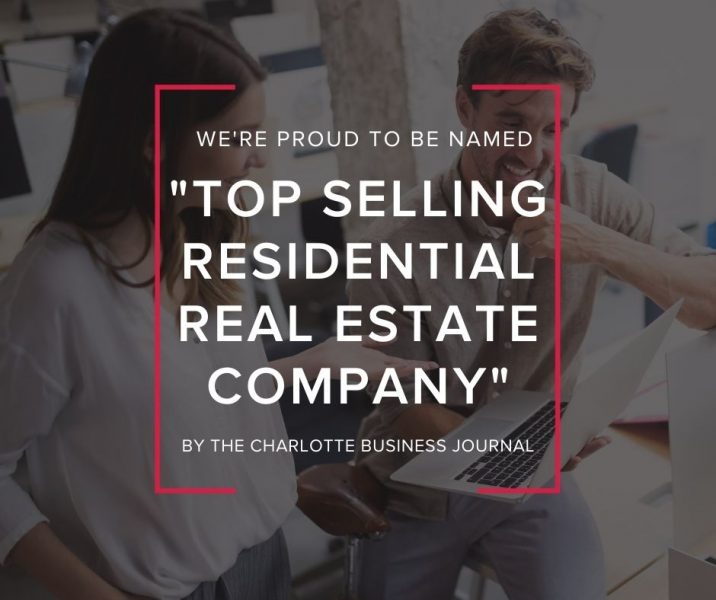 WE'RE PROUD TO BE NAMED
"TOP SELLING
RESIDENTIAL
REAL ESTATE
COMPANY"
BY THE CHARLOTTE BUSINESS JOURNAL